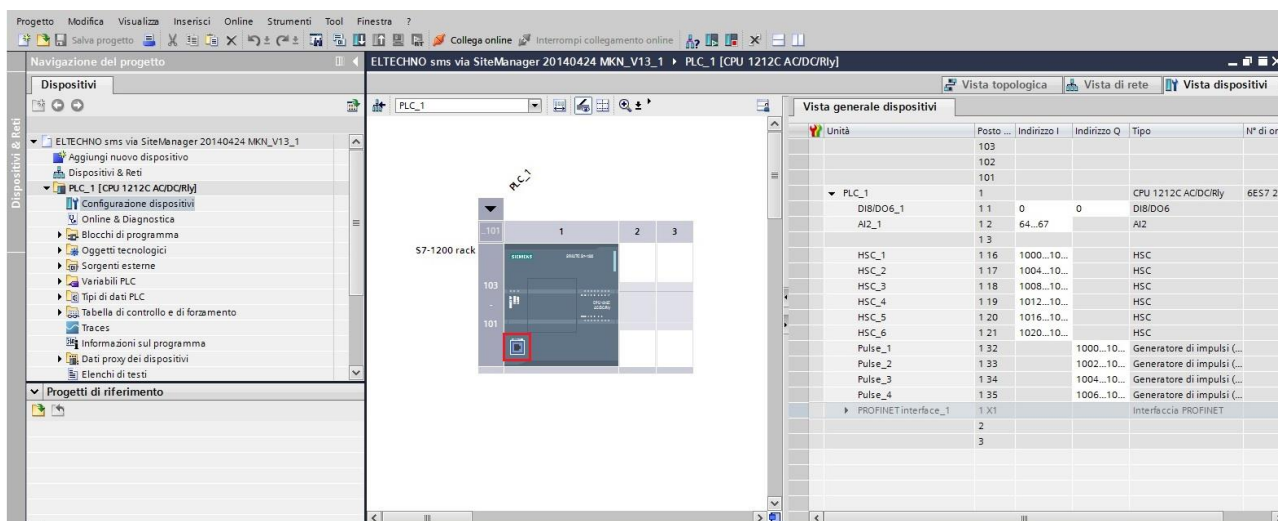 Progetto Modifica Visualizza Inserisci Online Strumenti Tool Finestra ?
Salva progetto Collega online Interrompi collegamento online
Navigazione del progetto
Dispositivi
Dispositivi & Reti
ELTECHNO sms via SiteManager 20140424 MKN_V13_1
Aggiungi nuovo dispositivo
Dispositivi & Reti
PLC_1 [CPU 1212C AC/DC/Rly]
Configurazione dispositivi
Online & Diagnostica
Blocchi di programma
Oggetti tecnologici
Sorgenti esterne
Variabili PLC
Tipi di dati PLC
Tabella di controllo e di forzamento
Traces
Informazioni sul programma
Dati proxy dei dispositivi
Elenchi di testi
Progetti di riferimento
ELTECHNO sms via SiteManager 20140424 MKN_V13_1 PLC_1 [CPU 1212C AC/DC/Rly]
Vista topologica Vista di rete Vista dispositivi
PLC_1
PLC_1
..101 1 2 3
S7-1200 rack
SIEMENS
103
-
101
Vista generale dispositivi
Unità Posto ... Indirizzo I Indirizzo Q Tipo N° di or
103
102
101
PLC_1 1 CPU 1212C AC/DC/Rly 6ES7 2
DI8/DO6_1 1 1 0 0 DI8/DO6
AI2_1 1 2 64...67 AI2
1 3
HSC_1 1 16 1000...10... HSC
HSC_2 1 17 1004...10... HSC
HSC_3 1 18 1008...10... HSC
HSC_4 1 19 1012...10... HSC
HSC_5 1 20 1016...10... HSC
HSC_6 1 21 1020...10... HSC
Pulse_1 1 32 1000...10... Generatore di impulsi (...
Pulse_2 1 33 1002...10... Generatore di impulsi (...
Pulse_3 1 34 1004...10... Generatore di impulsi (...
Pulse_4 1 35 1006...10... Generatore di impulsi (...
PROFINET interface_1 1 X1 Interfaccia PROFINET
2
3